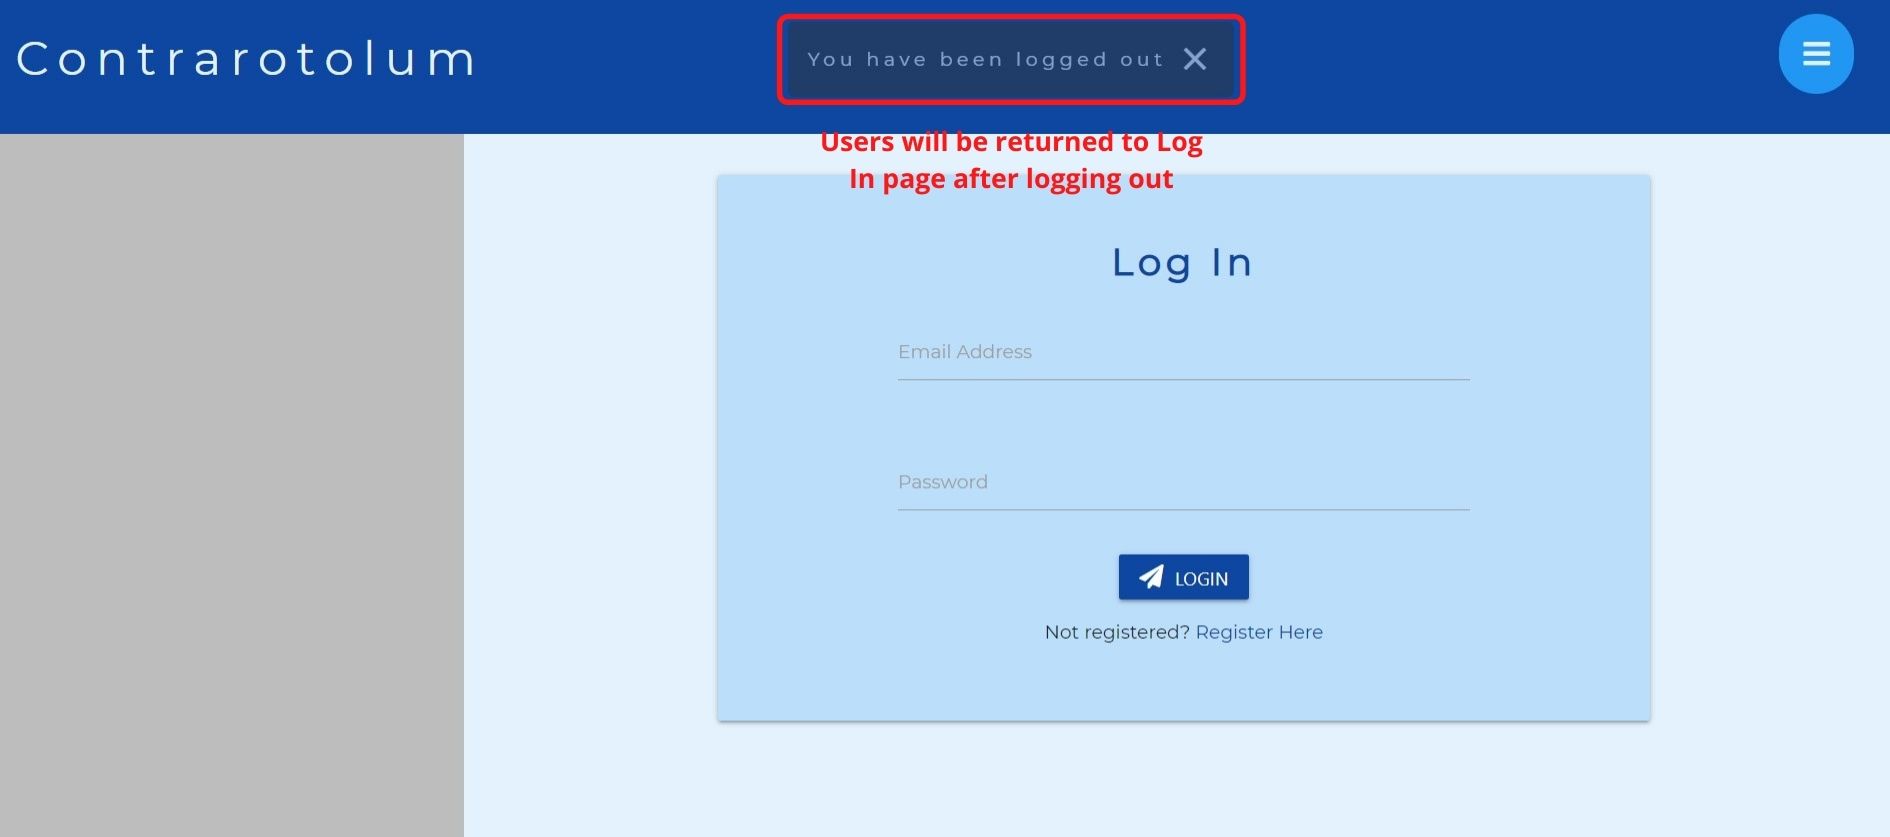 Contrarotolum
You have been logged out
Users will be returned to Log
In page after logging out
Log In
Email Address
Password
LOGIN
Not registered? Register Here